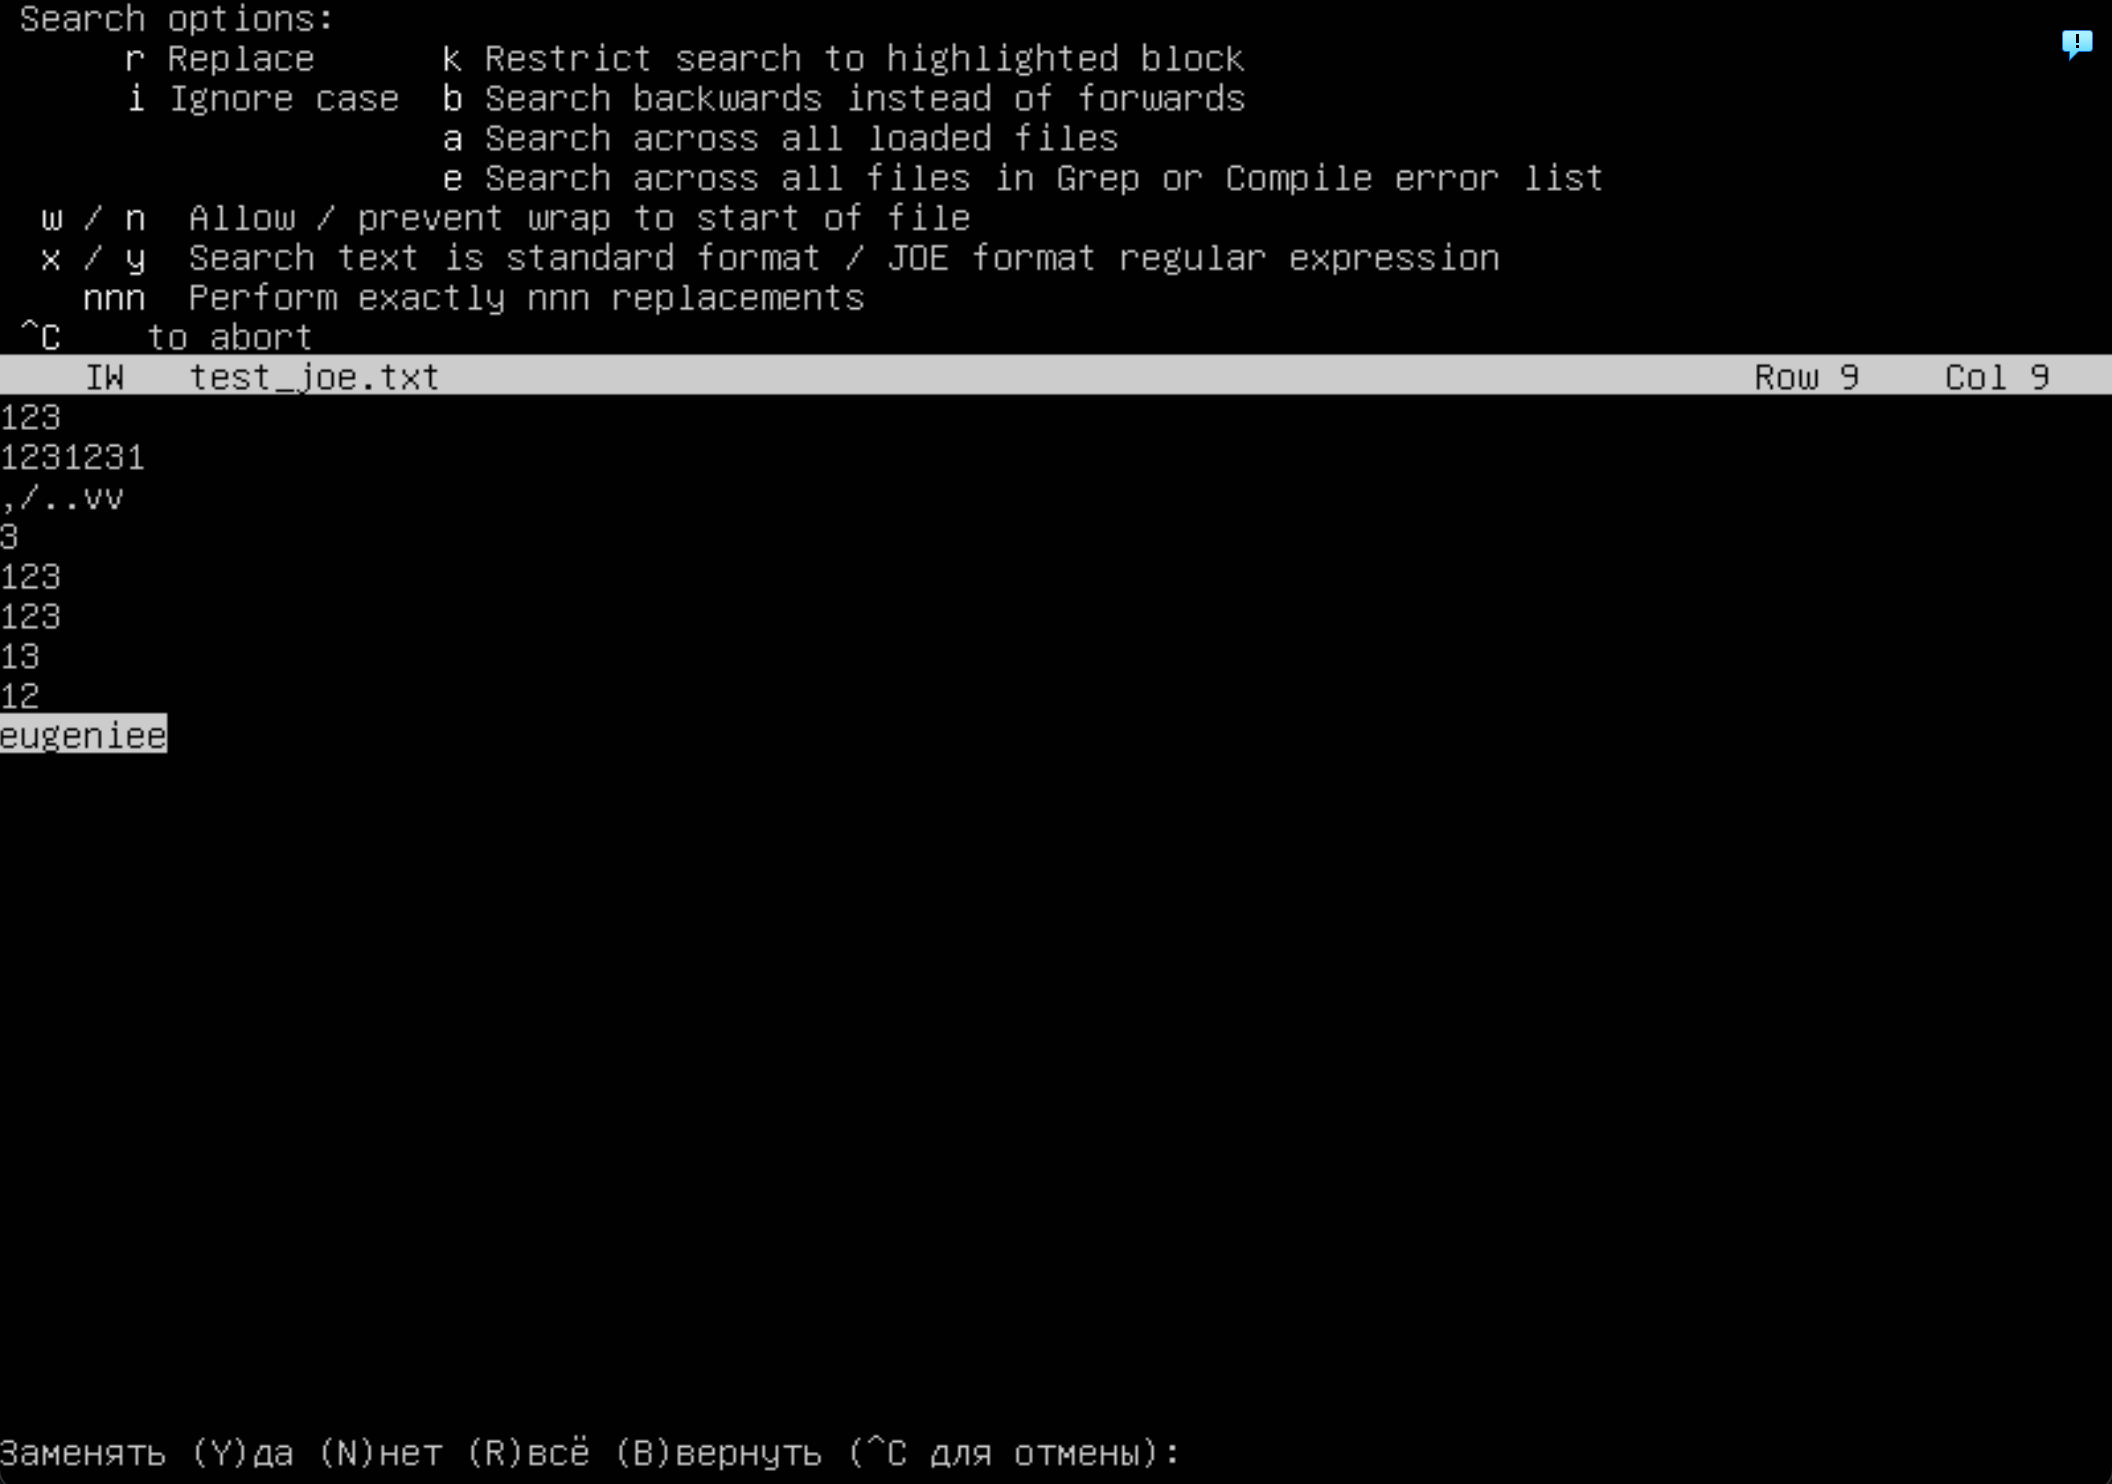 Search options:
r Replace k Restrict search to highlighted block
i Ignore case b Search backwards instead of forwards
a Search across all loaded files
e Search across all files in Grep or Compile error list
w / n Allow / prevent wrap to start of file
x / y Search text is standard format / JOE format regular expression
nnn Perform exactly nnn replacements
^C to abort
IW test_joe.txt Row 9 Col 9
123
1231231
,/..vv
3
123
123
13
12
eugeniee
Заменять (Y)да (N)нет (R)всё (B)вернуть (^C для отмены):